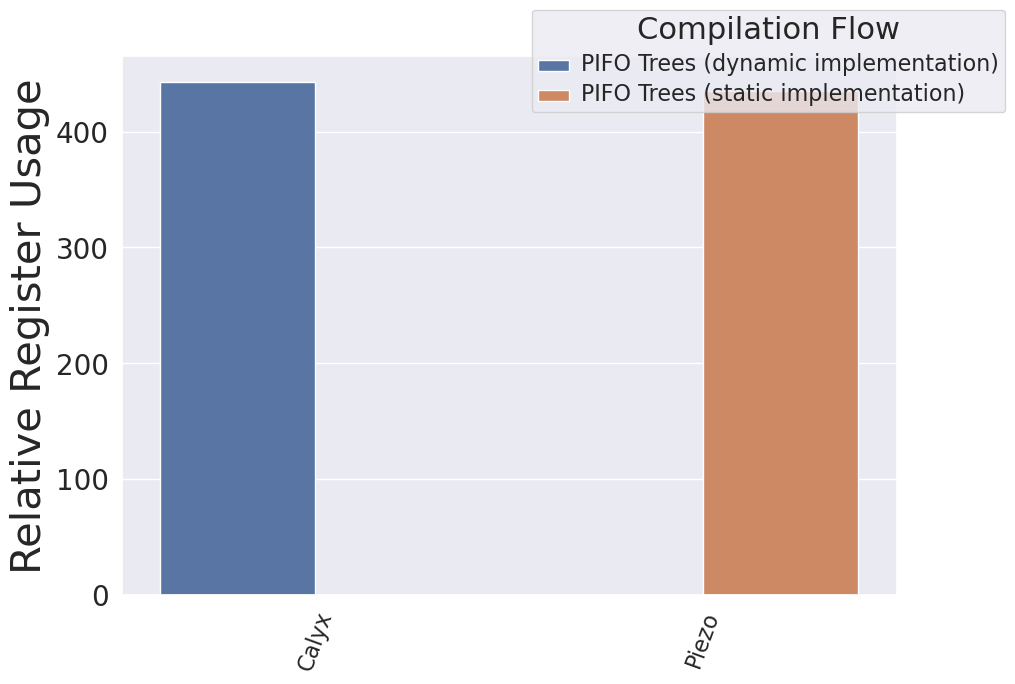 Compilation Flow
PIFO Trees (dynamic implementation)
PIFO Trees (static implementation)
Relative Register Usage
400
300
200
100
0
Calyx
Piezo